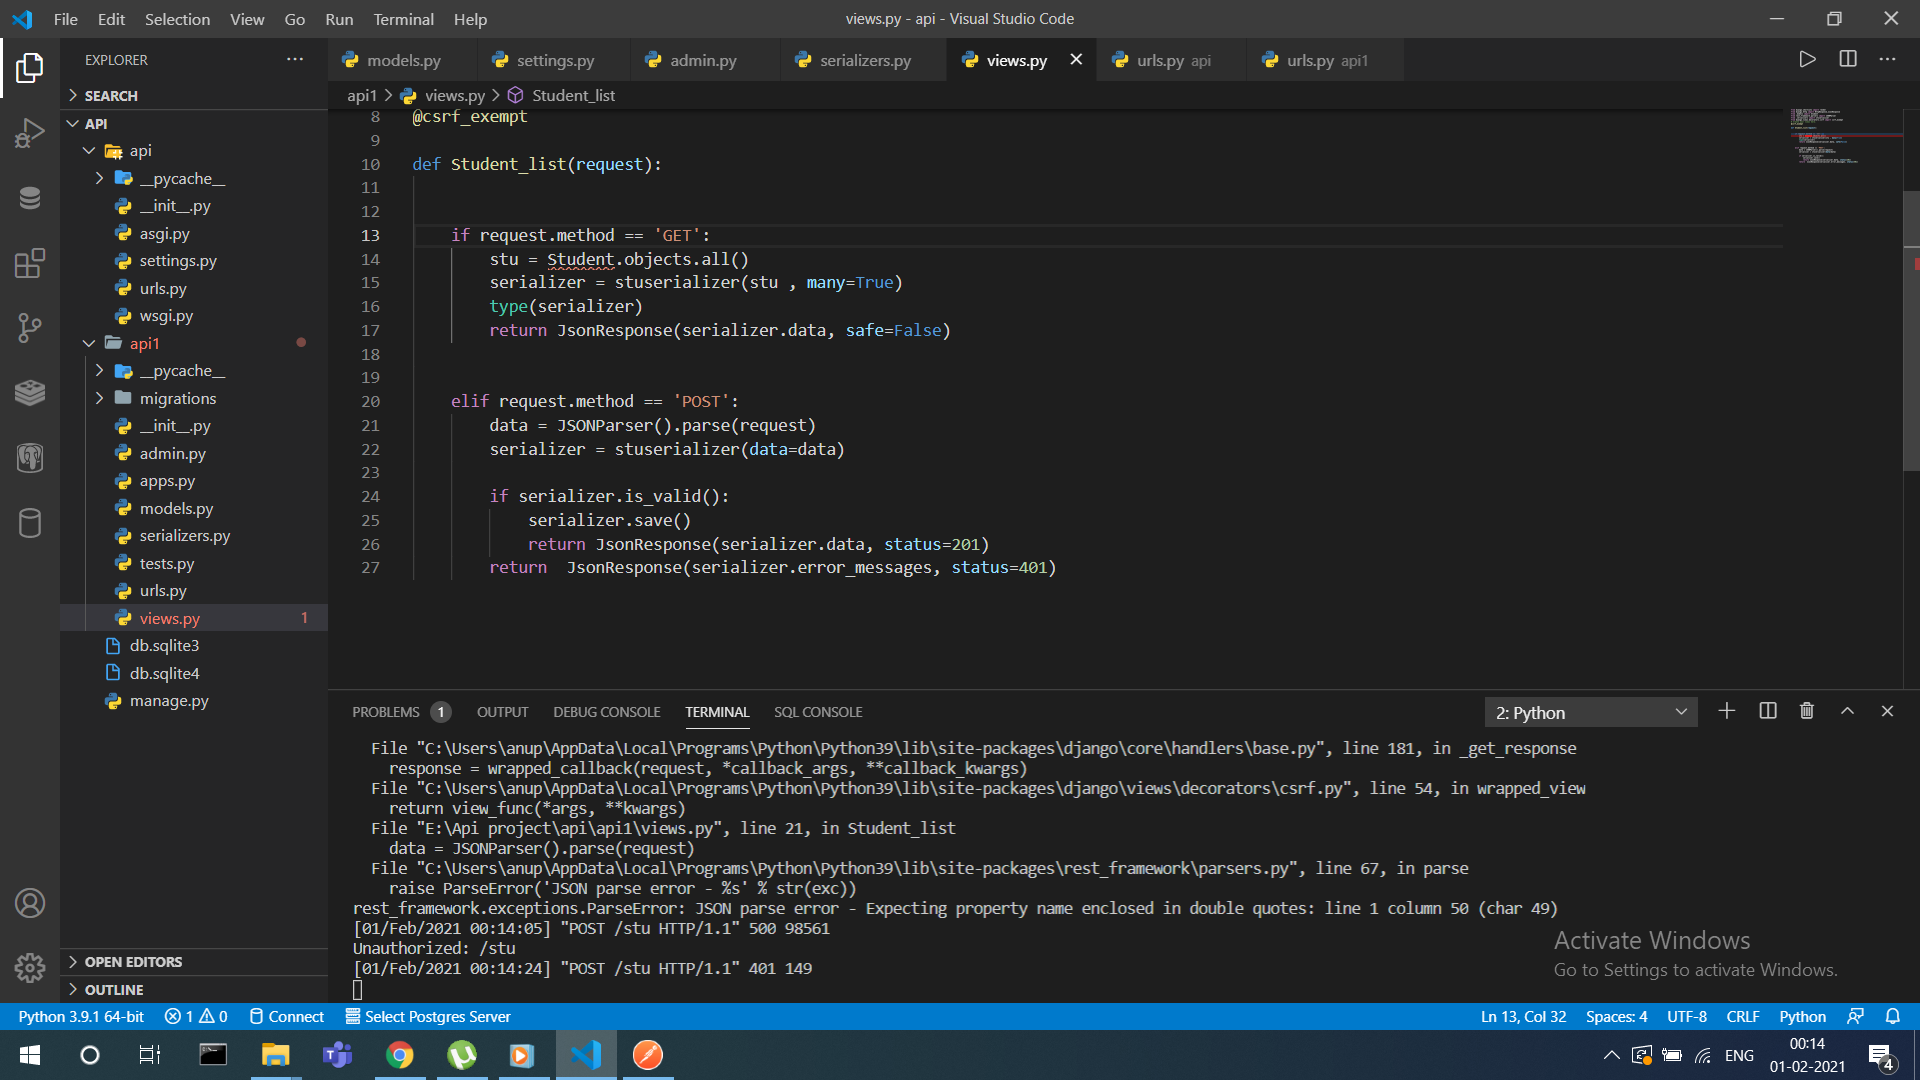 File Edit Selection View Go Run Terminal Help
views.py - api - Visual Studio Code
EXPLORER
models.py settings.py admin.py serializers.py views.py urls.py api urls.py api1
SEARCH
api1 > views.py > Student_list
API
api
__pycache__
__init__.py
asgi.py
settings.py
urls.py
wsgi.py
api1
__pycache__
migrations
__init__.py
admin.py
apps.py
models.py
serializers.py
tests.py
urls.py
views.py 1
db.sqlite3
db.sqlite4
manage.py
OPEN EDITORS
OUTLINE
8 @csrf_exempt
9
10 def Student_list(request):
11
12
13 if request.method == 'GET':
14 stu = Student.objects.all()
15 serializer = stuserializer(stu , many=True)
16 type(serializer)
17 return JsonResponse(serializer.data, safe=False)
18
19
20 elif request.method == 'POST':
21 data = JSONParser().parse(request)
22 serializer = stuserializer(data=data)
23
24 if serializer.is_valid():
25 serializer.save()
26 return JsonResponse(serializer.data, status=201)
27 return  JsonResponse(serializer.error_messages, status=401)
PROBLEMS 1 OUTPUT DEBUG CONSOLE TERMINAL SQL CONSOLE 2: Python
File "C:\Users\anup\AppData\Local\Programs\Python\Python39\lib\site-packages\django\core\handlers\base.py", line 181, in _get_response
response = wrapped_callback(request, *callback_args, **callback_kwargs)
File "C:\Users\anup\AppData\Local\Programs\Python\Python39\lib\site-packages\django\views\decorators\csrf.py", line 54, in wrapped_view
return view_func(*args, **kwargs)
File "E:\Api project\api\api1\views.py", line 21, in Student_list
data = JSONParser().parse(request)
File "C:\Users\anup\AppData\Local\Programs\Python\Python39\lib\site-packages\rest_framework\parsers.py", line 67, in parse
raise ParseError('JSON parse error - %s' % str(exc))
rest_framework.exceptions.ParseError: JSON parse error - Expecting property name enclosed in double quotes: line 1 column 50 (char 49)
[01/Feb/2021 00:14:05] "POST /stu HTTP/1.1" 500 98561
Unauthorized: /stu
[01/Feb/2021 00:14:24] "POST /stu HTTP/1.1" 401 149
Activate Windows
Go to Settings to activate Windows.
Python 3.9.1 64-bit 1 0 Connect Select Postgres Server Ln 13, Col 32 Spaces: 4 UTF-8 CRLF Python
ENG 00:14
01-02-2021
4